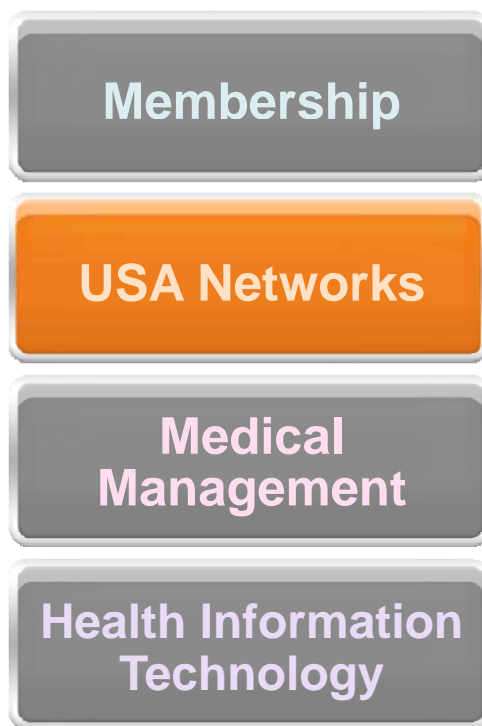 Membership
USA Networks
Medical
Management
Health Information
Technology